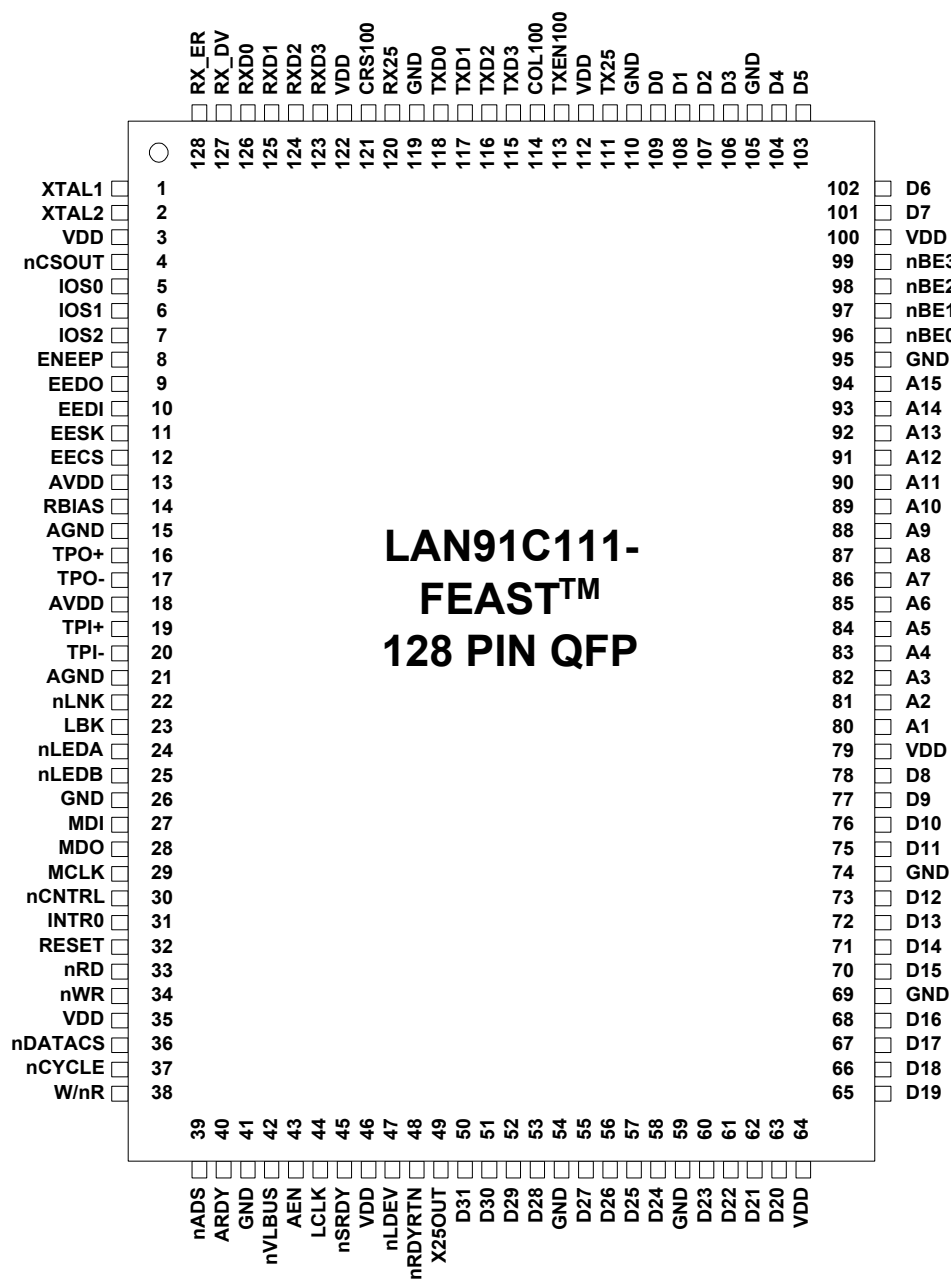 RX_ER
RX_DV
RXD0
RXD1
RXD2
RXD3
VDD
CRS100
RX25
GND
TXD0
TXD1
TXD2
TXD3
COL100
TXEN100
VDD
TX25
GND
D0
D1
D2
D3
GND
D4
D5
128
127
126
125
124
123
122
121
120
119
118
117
116
115
114
113
112
111
110
109
108
107
106
105
104
103
XTAL1 1
XTAL2 2
VDD 3
nCSOUT 4
IOS0 5
IOS1 6
IOS2 7
ENEEP 8
EEDO 9
EEDI 10
EESK 11
EECS 12
AVDD 13
RBIAS 14
AGND 15
TPO+ 16
TPO- 17
AVDD 18
TPI+ 19
TPI- 20
AGND 21
nLNK 22
LBK 23
nLEDA 24
nLEDB 25
GND 26
MDI 27
MDO 28
MCLK 29
nCNTRL 30
INTR0 31
RESET 32
nRD 33
nWR 34
VDD 35
nDATACS 36
nCYCLE 37
W/nR 38
LAN91C111-
FEAST™
128 PIN QFP
102 D6
101 D7
100 VDD
99 nBE3
98 nBE2
97 nBE1
96 nBE0
95 GND
94 A15
93 A14
92 A13
91 A12
90 A11
89 A10
88 A9
87 A8
86 A7
85 A6
84 A5
83 A4
82 A3
81 A2
80 A1
79 VDD
78 D8
77 D9
76 D10
75 D11
74 GND
73 D12
72 D13
71 D14
70 D15
69 GND
68 D16
67 D17
66 D18
65 D19
39
40
41
42
43
44
45
46
47
48
49
50
51
52
53
54
55
56
57
58
59
60
61
62
63
64
nADS
ARDY
GND
nVLBUS
AEN
LCLK
nSRDY
VDD
nLDEV
nRDYRTN
X25OUT
D31
D30
D29
D28
GND
D27
D26
D25
D24
GND
D23
D22
D21
D20
VDD